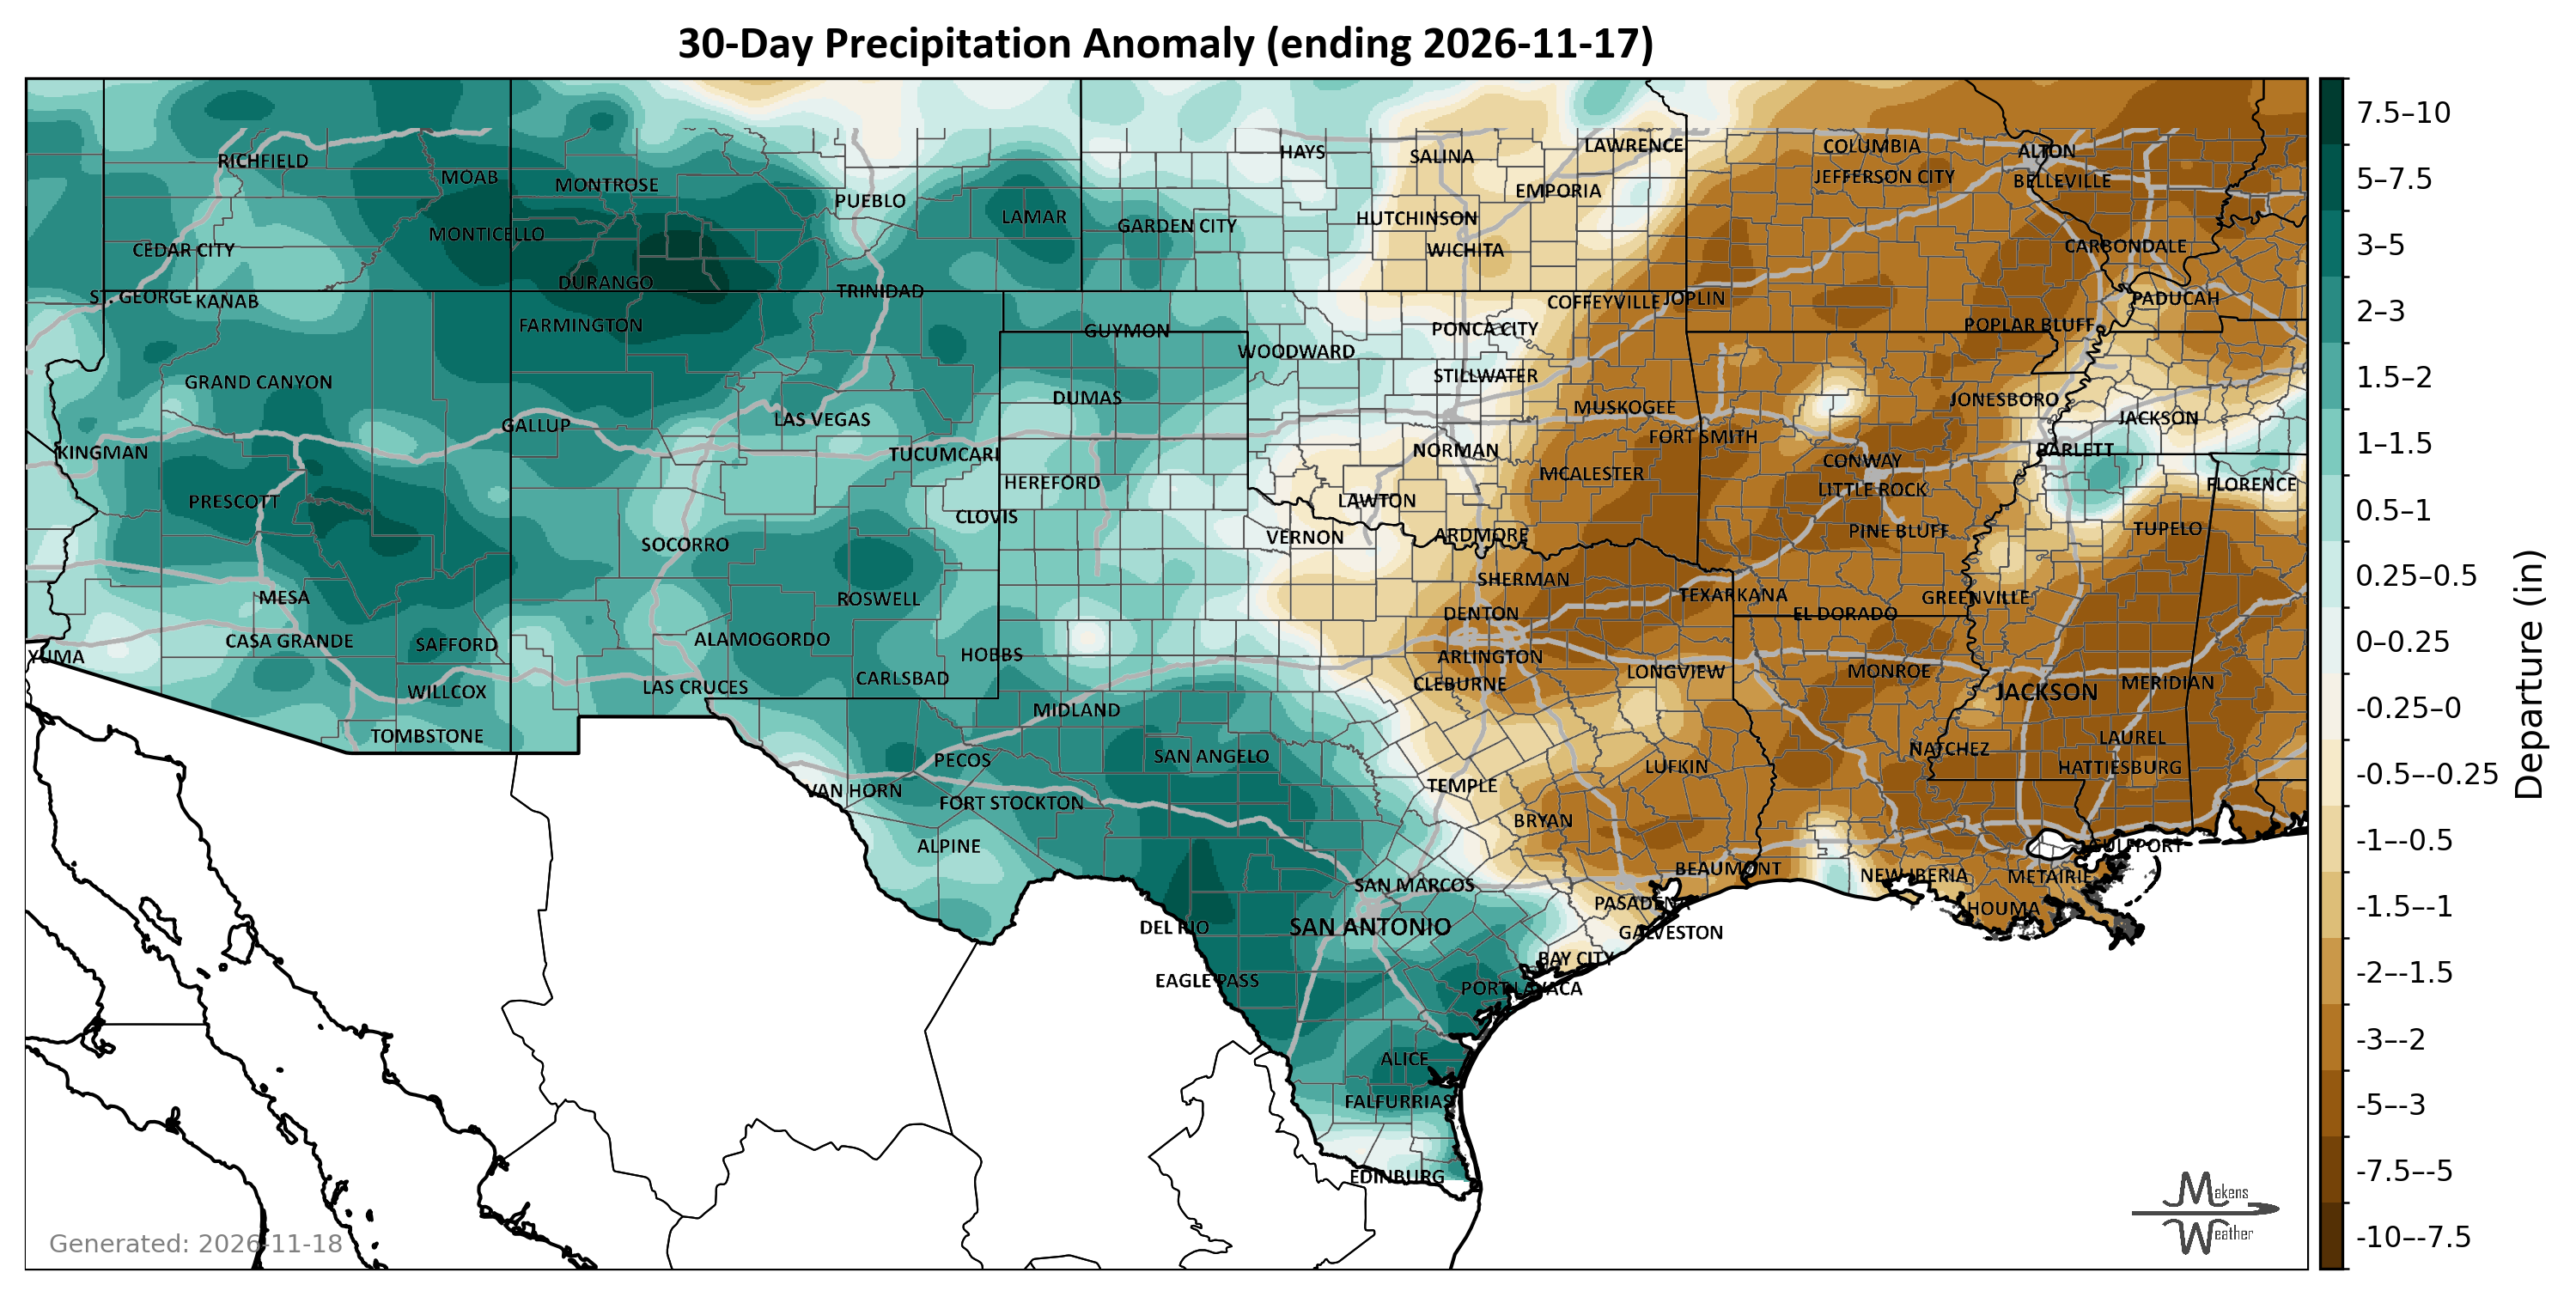 30-Day Precipitation Anomaly (ending 2026-11-17)
RICHFIELD
MOAB
MONTROSE
PUEBLO
LAMAR
HAYS
SALINA
LAWRENCE
COLUMBIA
ALTON
JEFFERSON CITY
BELLEVILLE
EMPORIA
HUTCHINSON
GARDEN CITY
WICHITA
CEDAR CITY
MONTICELLO
CARBONDALE
DURANGO
TRINIDAD
ST. GEORGE
KANAB
COFFEYVILLE
JOPLIN
PADUCAH
FARMINGTON
GUYMON
PONCA CITY
POPLAR BLUFF
WOODWARD
STILLWATER
GRAND CANYON
DUMAS
MUSKOGEE
JONESBORO
JACKSON
GALLUP
LAS VEGAS
FORT SMITH
KINGMAN
TUCUMCARI
NORMAN
BARLETT
CONWAY
MCALESTER
HEREFORD
LITTLE ROCK
FLORENCE
PRESCOTT
LAWTON
CLOVIS
PINE BLUFF
TUPELO
SOCORRO
VERNON
ARDMORE
SHERMAN
MESA
ROSWELL
TEXARKANA
GREENVILLE
DENTON
EL DORADO
CASA GRANDE
SAFFORD
ALAMOGORDO
YUMA
HOBBS
ARLINGTON
LONGVIEW
MONROE
CARLSBAD
CLEBURNE
MERIDIAN
WILLCOX
LAS CRUCES
JACKSON
MIDLAND
TOMBSTONE
LAUREL
NATCHEZ
PECOS
SAN ANGELO
LUFKIN
HATTIESBURG
VAN HORN
TEMPLE
FORT STOCKTON
BRYAN
ALPINE
GULFPORT
BEAUMONT
NEW IBERIA
METAIRIE
SAN MARCOS
PASADENA
HOUMA
DEL RIO
SAN ANTONIO
GALVESTON
BAY CITY
EAGLE PASS
PORT LAVACA
ALICE
FALFURRIAS
EDINBURG
Generated: 2026-11-18
Makens
Weather
7.5–10
5–7.5
3–5
2–3
1.5–2
1–1.5
0.5–1
0.25–0.5
0–0.25
-0.25–0
-0.5–-0.25
-1–-0.5
-1.5–-1
-2–-1.5
-3–-2
-5–-3
-7.5–-5
-10–-7.5
Departure (in)